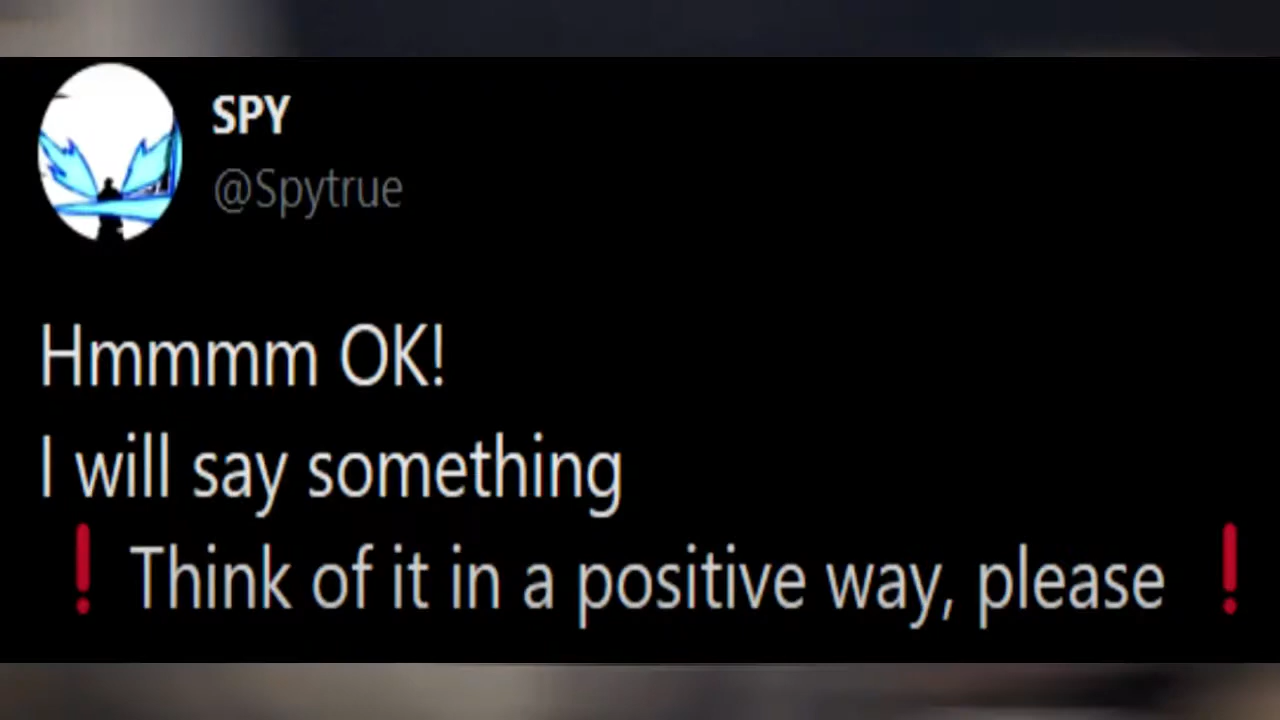 SPY
@Spytrue
Hmmmm OK!
I will say something
❗ Think of it in a positive way, please ❗